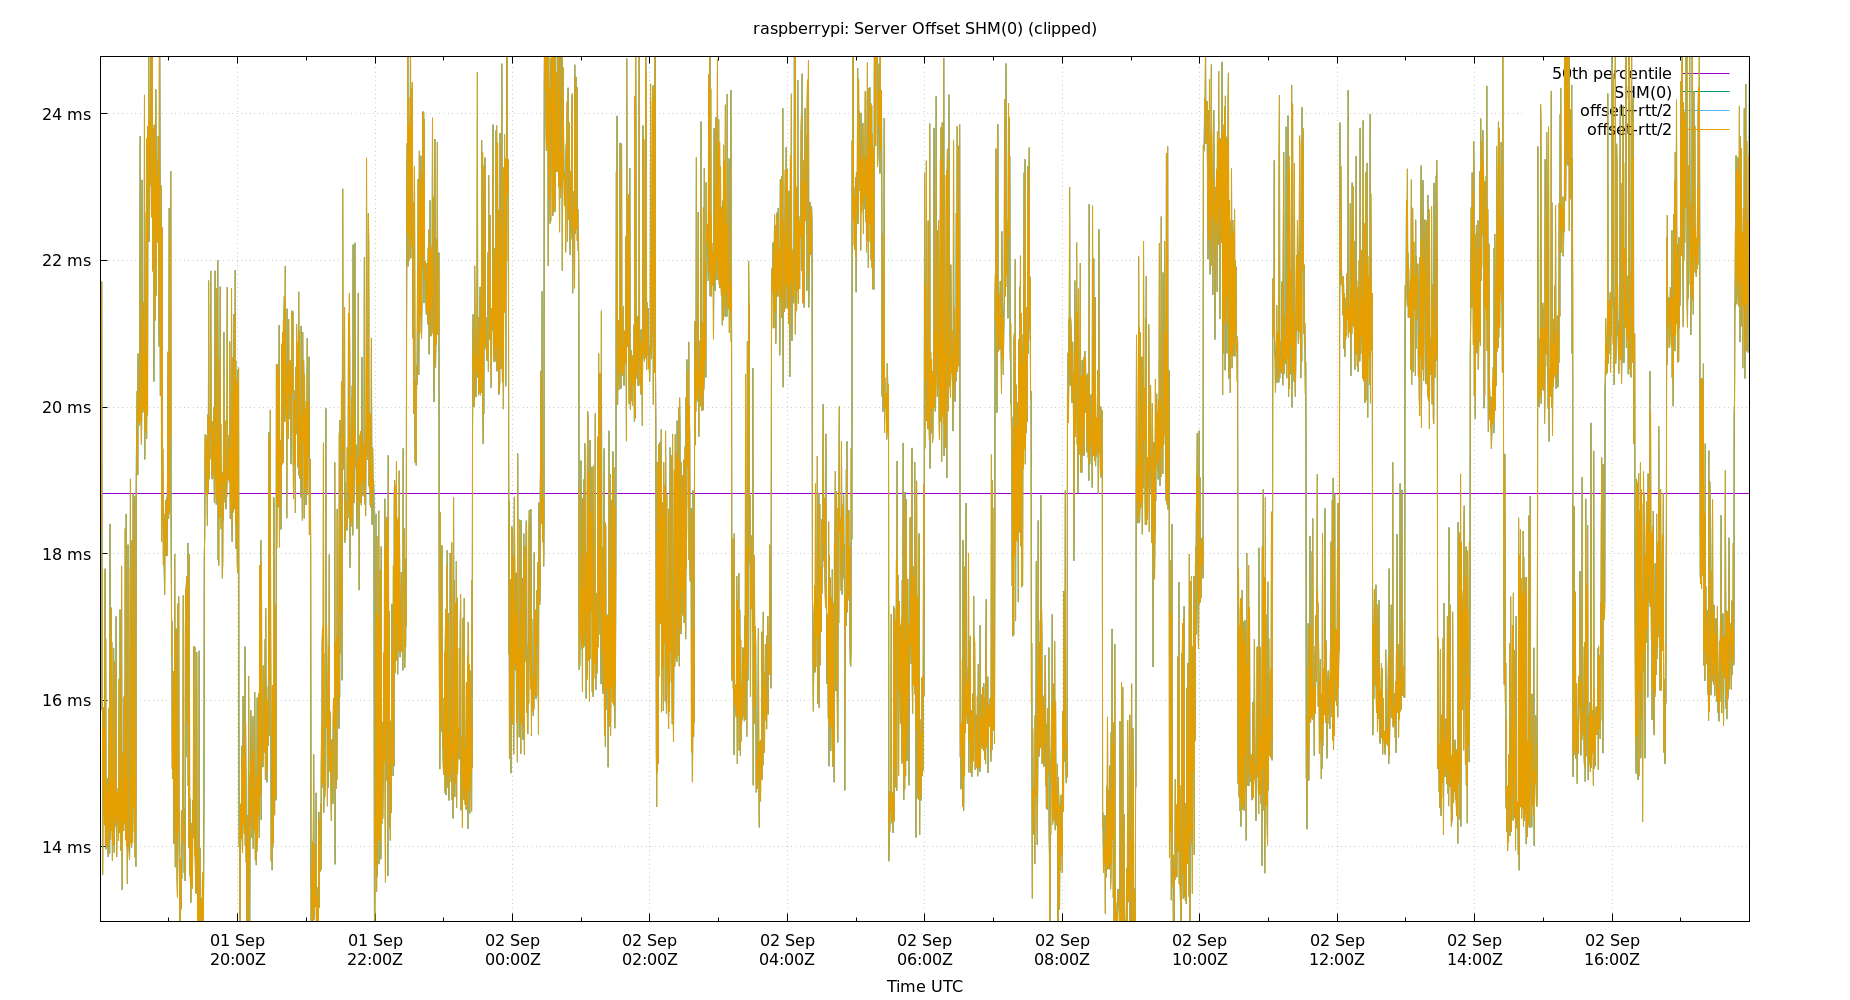 raspberrypi: Server Offset SHM(0) (clipped)
50th percentile
SHM(0)
offset+rtt/2
offset-rtt/2
24 ms
22 ms
20 ms
18 ms
16 ms
14 ms
01 Sep 01 Sep 02 Sep 02 Sep 02 Sep 02 Sep 02 Sep 02 Sep 02 Sep 02 Sep 02 Sep
20:00Z 22:00Z 00:00Z 02:00Z 04:00Z 06:00Z 08:00Z 10:00Z 12:00Z 14:00Z 16:00Z
Time UTC